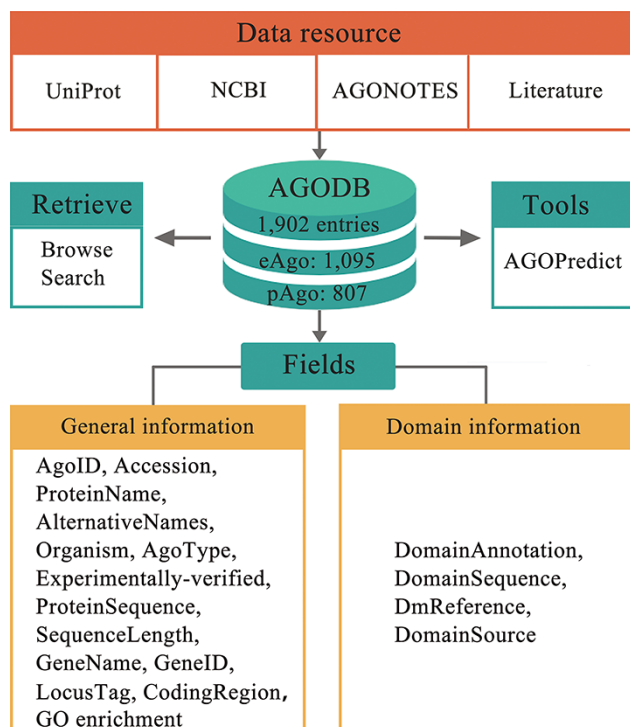 Data resource
UniProt
NCBI
AGONOTES
Literature
AGODB
1,902 entries
eAgo: 1,095
pAgo: 807
Retrieve
Browse
Search
Tools
AGOPredict
Fields
General information
AgoID, Accession,
ProteinName,
AlternativeNames,
Organism, AgoType,
Experimentally-verified,
ProteinSequence,
SequenceLength,
GeneName, GeneID,
LocusTag, CodingRegion,
GO enrichment
Domain information
DomainAnnotation,
DomainSequence,
DmReference,
DomainSource